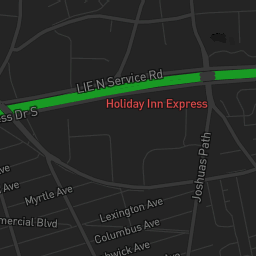 LIE N Service Rd
Holiday Inn Express
ss Dr S
Joshuas Path
Ave
Myrtle Ave
Lexington Ave
mercial Blvd
Columbus Ave
hwick Ave